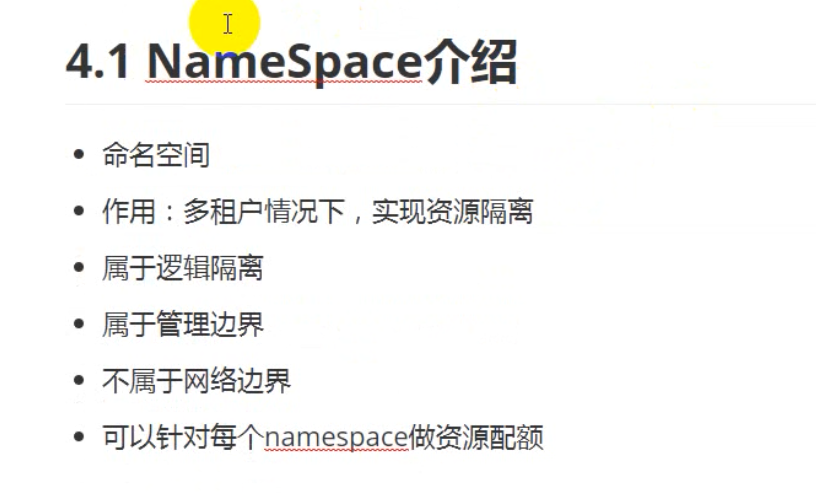 4.1 NameSpace介绍
命名空间
作用：多租户情况下，实现资源隔离
属于逻辑隔离
属于管理边界
不属于网络边界
可以针对每个namespace做资源配额